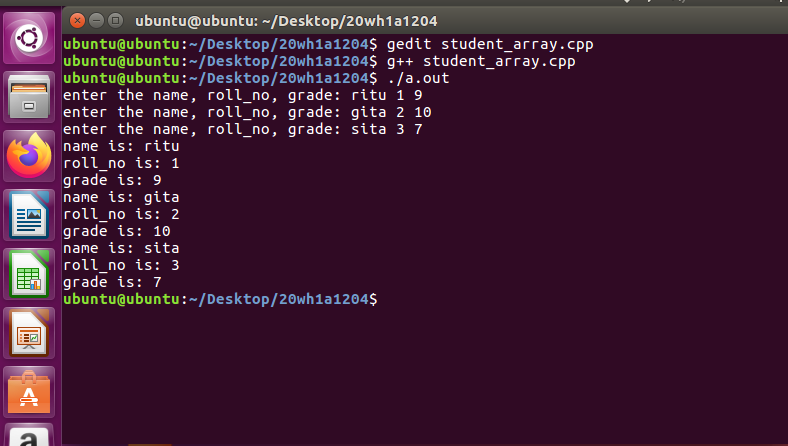 ubuntu@ubuntu: ~/Desktop/20wh1a1204
ubuntu@ubuntu:~/Desktop/20wh1a1204$ gedit student_array.cpp
ubuntu@ubuntu:~/Desktop/20wh1a1204$ g++ student_array.cpp
ubuntu@ubuntu:~/Desktop/20wh1a1204$ ./a.out
enter the name, roll_no, grade: ritu 1 9
enter the name, roll_no, grade: gita 2 10
enter the name, roll_no, grade: sita 3 7
name is: ritu
roll_no is: 1
grade is: 9
name is: gita
roll_no is: 2
grade is: 10
name is: sita
roll_no is: 3
grade is: 7
ubuntu@ubuntu:~/Desktop/20wh1a1204$